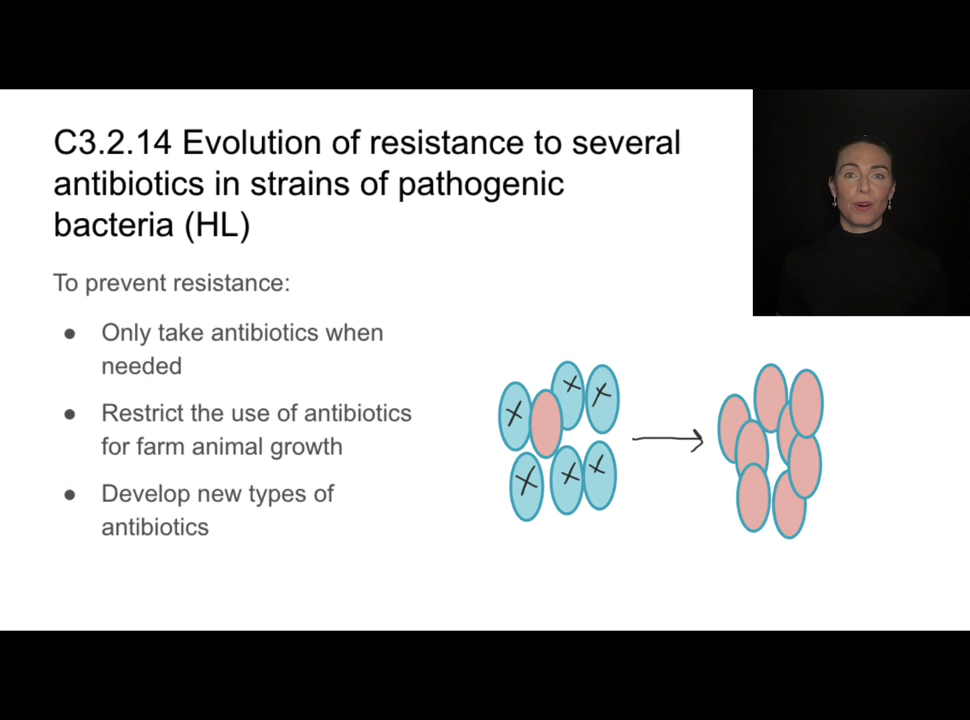 C3.2.14 Evolution of resistance to several
antibiotics in strains of pathogenic
bacteria (HL)
To prevent resistance:
● Only take antibiotics when
needed
● Restrict the use of antibiotics
for farm animal growth
● Develop new types of
antibiotics